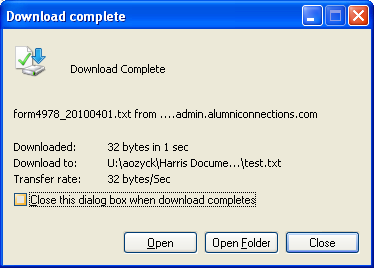 Download complete
Download Complete
form4978_20100401.txt from ....admin.alumniconnections.com
Downloaded: 32 bytes in 1 sec
Download to: U:\aozyck\Harris Docume...\test.txt
Transfer rate: 32 bytes/Sec
Close this dialog box when download completes
Open Open Folder Close